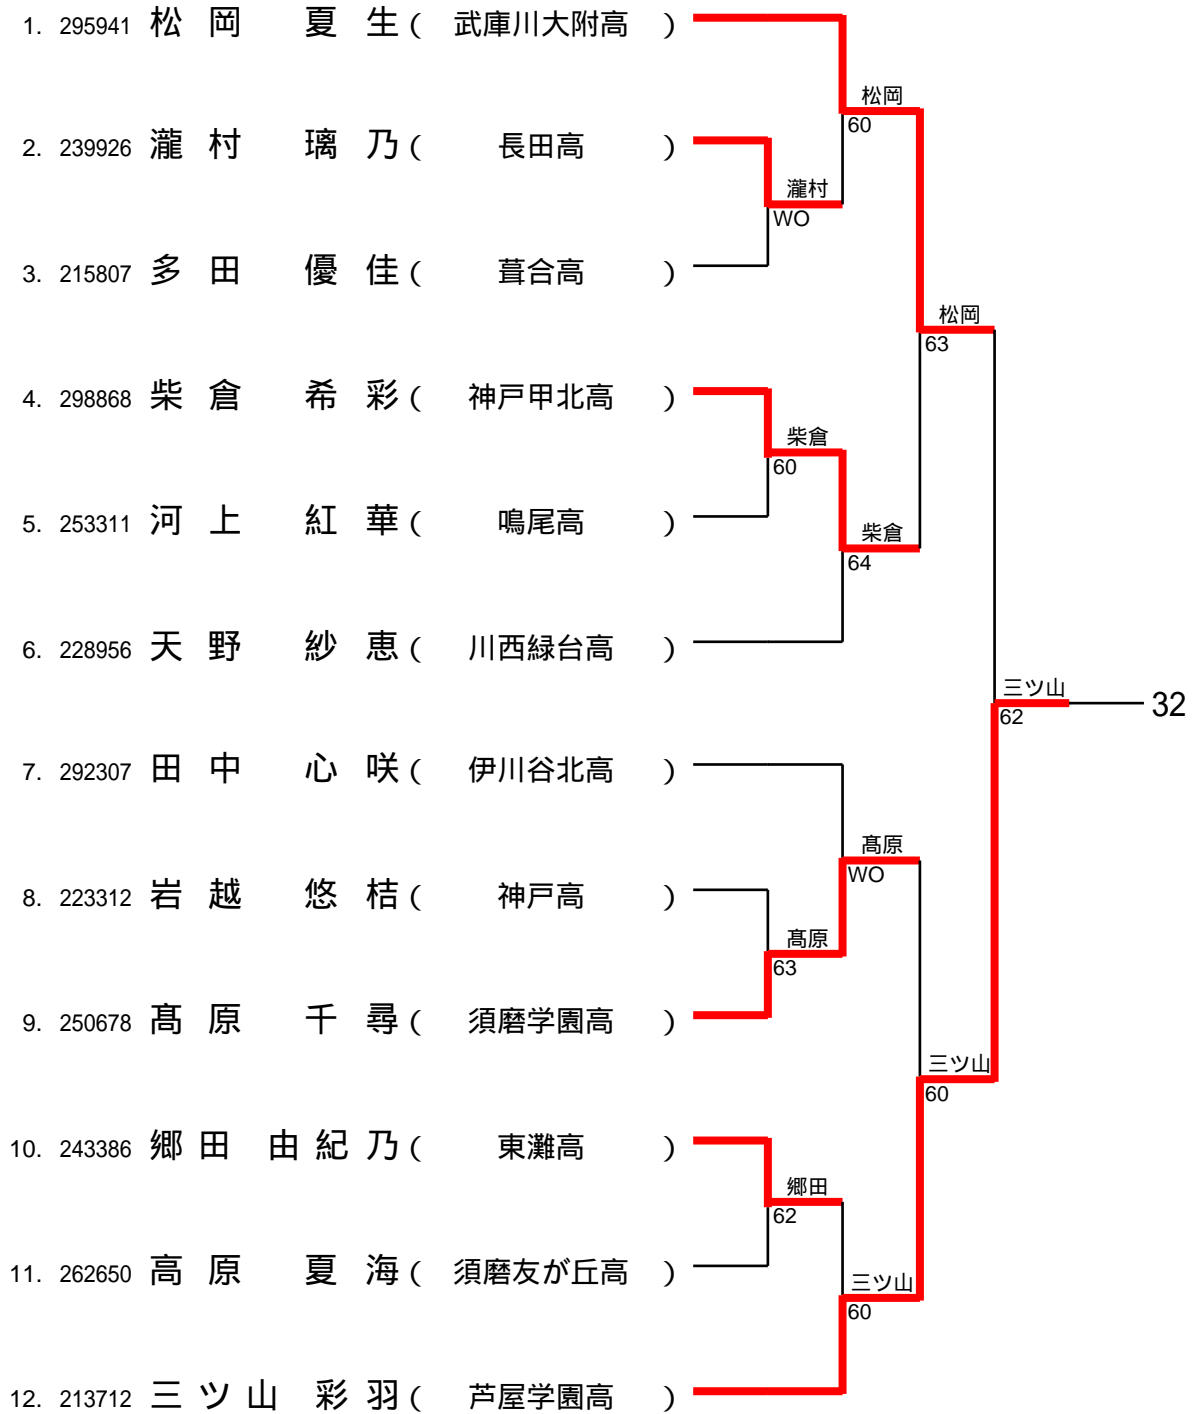 1. 295941 松岡 夏生 ( 武庫川大附高 )
松岡
60
2. 239926 瀧村 璃乃 ( 長田高 )
瀧村
WO
3. 215807 多田 優佳 ( 葺合高 )
松岡
63
4. 298868 柴倉 希彩 ( 神戸甲北高 )
柴倉
60
5. 253311 河上 紅華 ( 鳴尾高 )
柴倉
64
6. 228956 天野 紗恵 ( 川西緑台高 )
三ツ山
62
32
7. 292307 田中 心咲 ( 伊川谷北高 )
髙原
WO
8. 223312 岩越 悠桔 ( 神戸高 )
髙原
63
9. 250678 髙原 千尋 ( 須磨学園高 )
三ツ山
60
10. 243386 郷田 由紀乃 ( 東灘高 )
郷田
62
11. 262650 高原 夏海 ( 須磨友が丘高 )
三ツ山
60
12. 213712 三ツ山 彩羽 ( 芦屋学園高 )